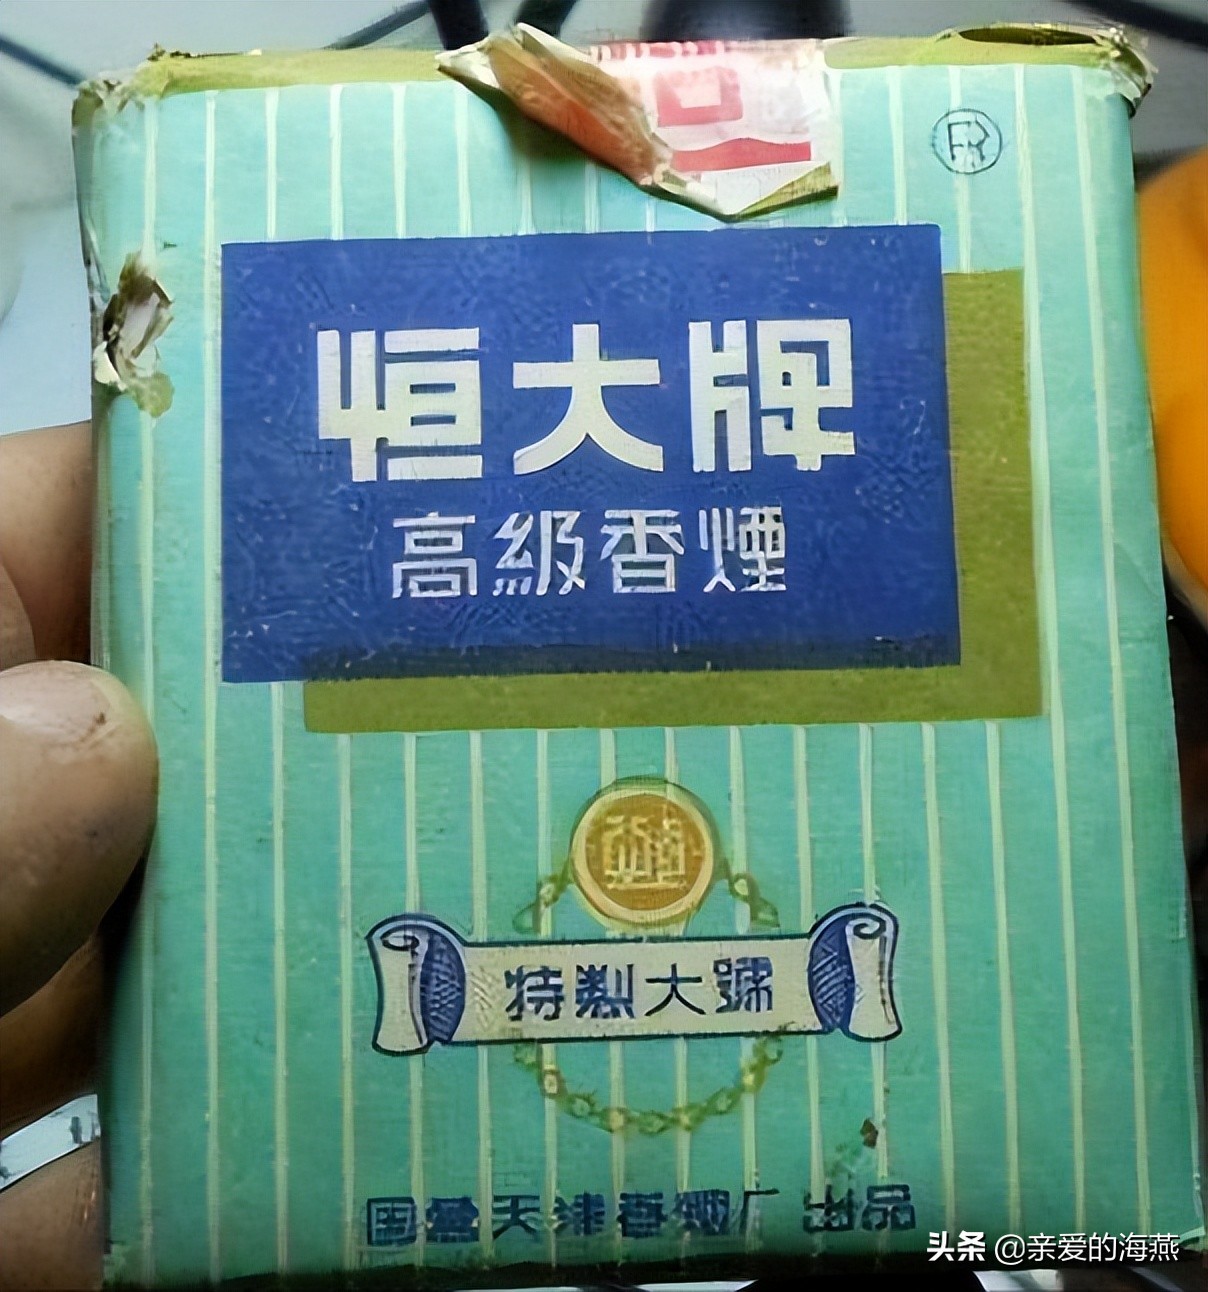 R
恒大牌
高級香煙
特製大號
国营天津卷烟厂 出品
头条 @亲爱的海燕